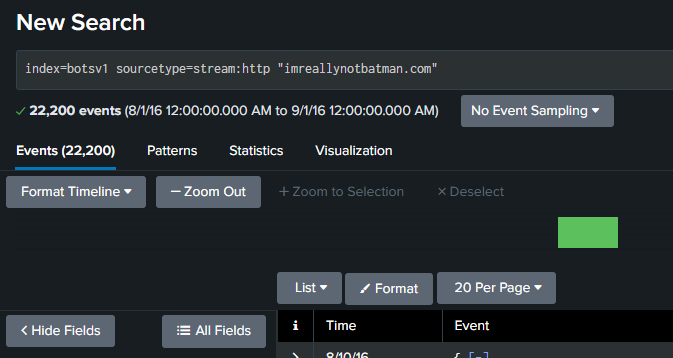 New Search
index=botsv1 sourcetype=stream:http "imreallynotbatman.com"
✓ 22,200 events (8/1/16 12:00:00.000 AM to 9/1/16 12:00:00.000 AM) No Event Sampling ▾
Events (22,200) Patterns Statistics Visualization
Format Timeline ▾ − Zoom Out + Zoom to Selection × Deselect
List ▾ Format 20 Per Page ▾
< Hide Fields All Fields i Time Event
> 8/10/16 { [-]